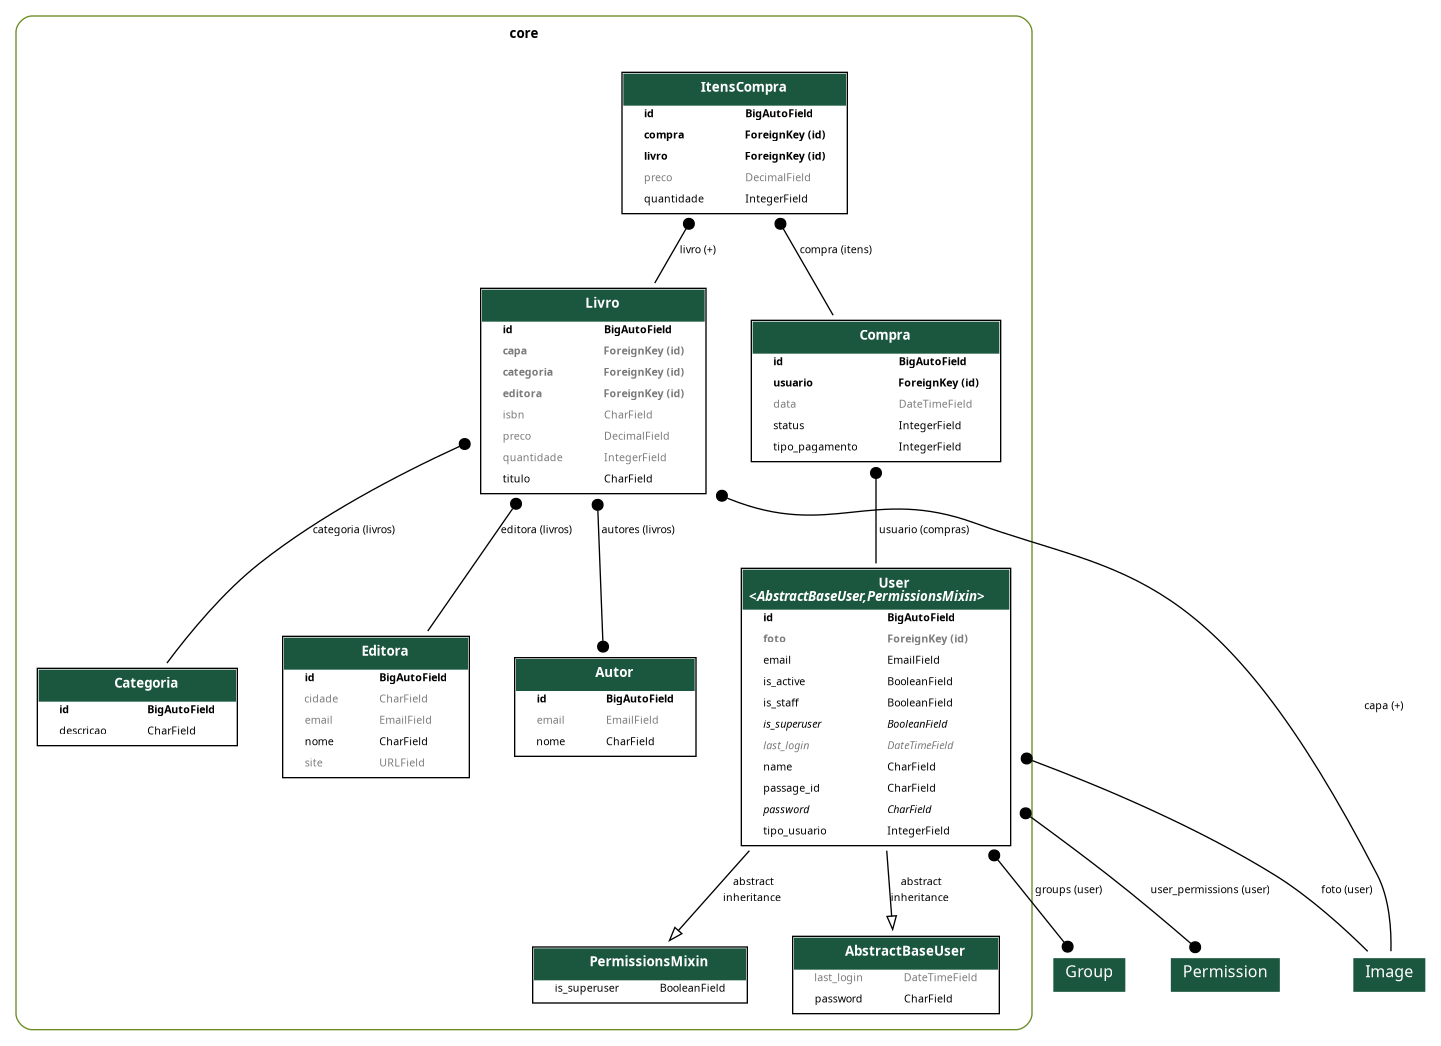 core
ItensCompra
id BigAutoField
compra ForeignKey (id)
livro ForeignKey (id)
preco DecimalField
quantidade IntegerField
livro (+)
compra (itens)
Livro
id BigAutoField
capa ForeignKey (id)
categoria ForeignKey (id)
editora ForeignKey (id)
isbn CharField
preco DecimalField
quantidade IntegerField
titulo CharField
Compra
id BigAutoField
usuario ForeignKey (id)
data DateTimeField
status IntegerField
tipo_pagamento IntegerField
categoria (livros)
editora (livros)
autores (livros)
usuario (compras)
Categoria
id BigAutoField
descricao CharField
Editora
id BigAutoField
cidade CharField
email EmailField
nome CharField
site URLField
Autor
id BigAutoField
email EmailField
nome CharField
User
<AbstractBaseUser,PermissionsMixin>
id BigAutoField
foto ForeignKey (id)
email EmailField
is_active BooleanField
is_staff BooleanField
is_superuser BooleanField
last_login DateTimeField
name CharField
passage_id CharField
password CharField
tipo_usuario IntegerField
capa (+)
abstract
inheritance
abstract
inheritance
groups (user)
user_permissions (user)
foto (user)
PermissionsMixin
is_superuser BooleanField
AbstractBaseUser
last_login DateTimeField
password CharField
Group
Permission
Image